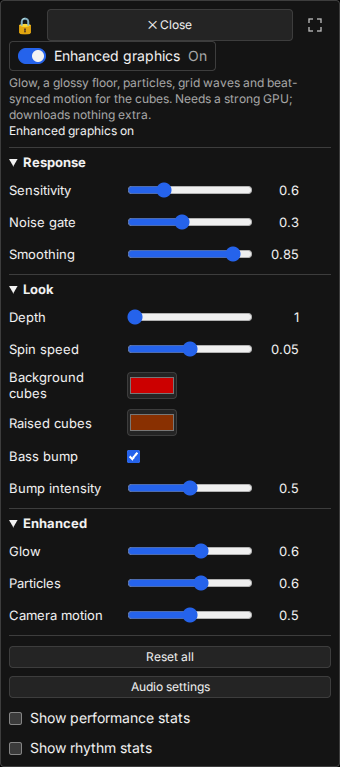 Close
Enhanced graphics On
Glow, a glossy floor, particles, grid waves and beat-
synced motion for the cubes. Needs a strong GPU;
downloads nothing extra.
Enhanced graphics on
Response
Sensitivity 0.6
Noise gate 0.3
Smoothing 0.85
Look
Depth 1
Spin speed 0.05
Background
cubes
Raised cubes
Bass bump
Bump intensity 0.5
Enhanced
Glow 0.6
Particles 0.6
Camera motion 0.5
Reset all
Audio settings
Show performance stats
Show rhythm stats